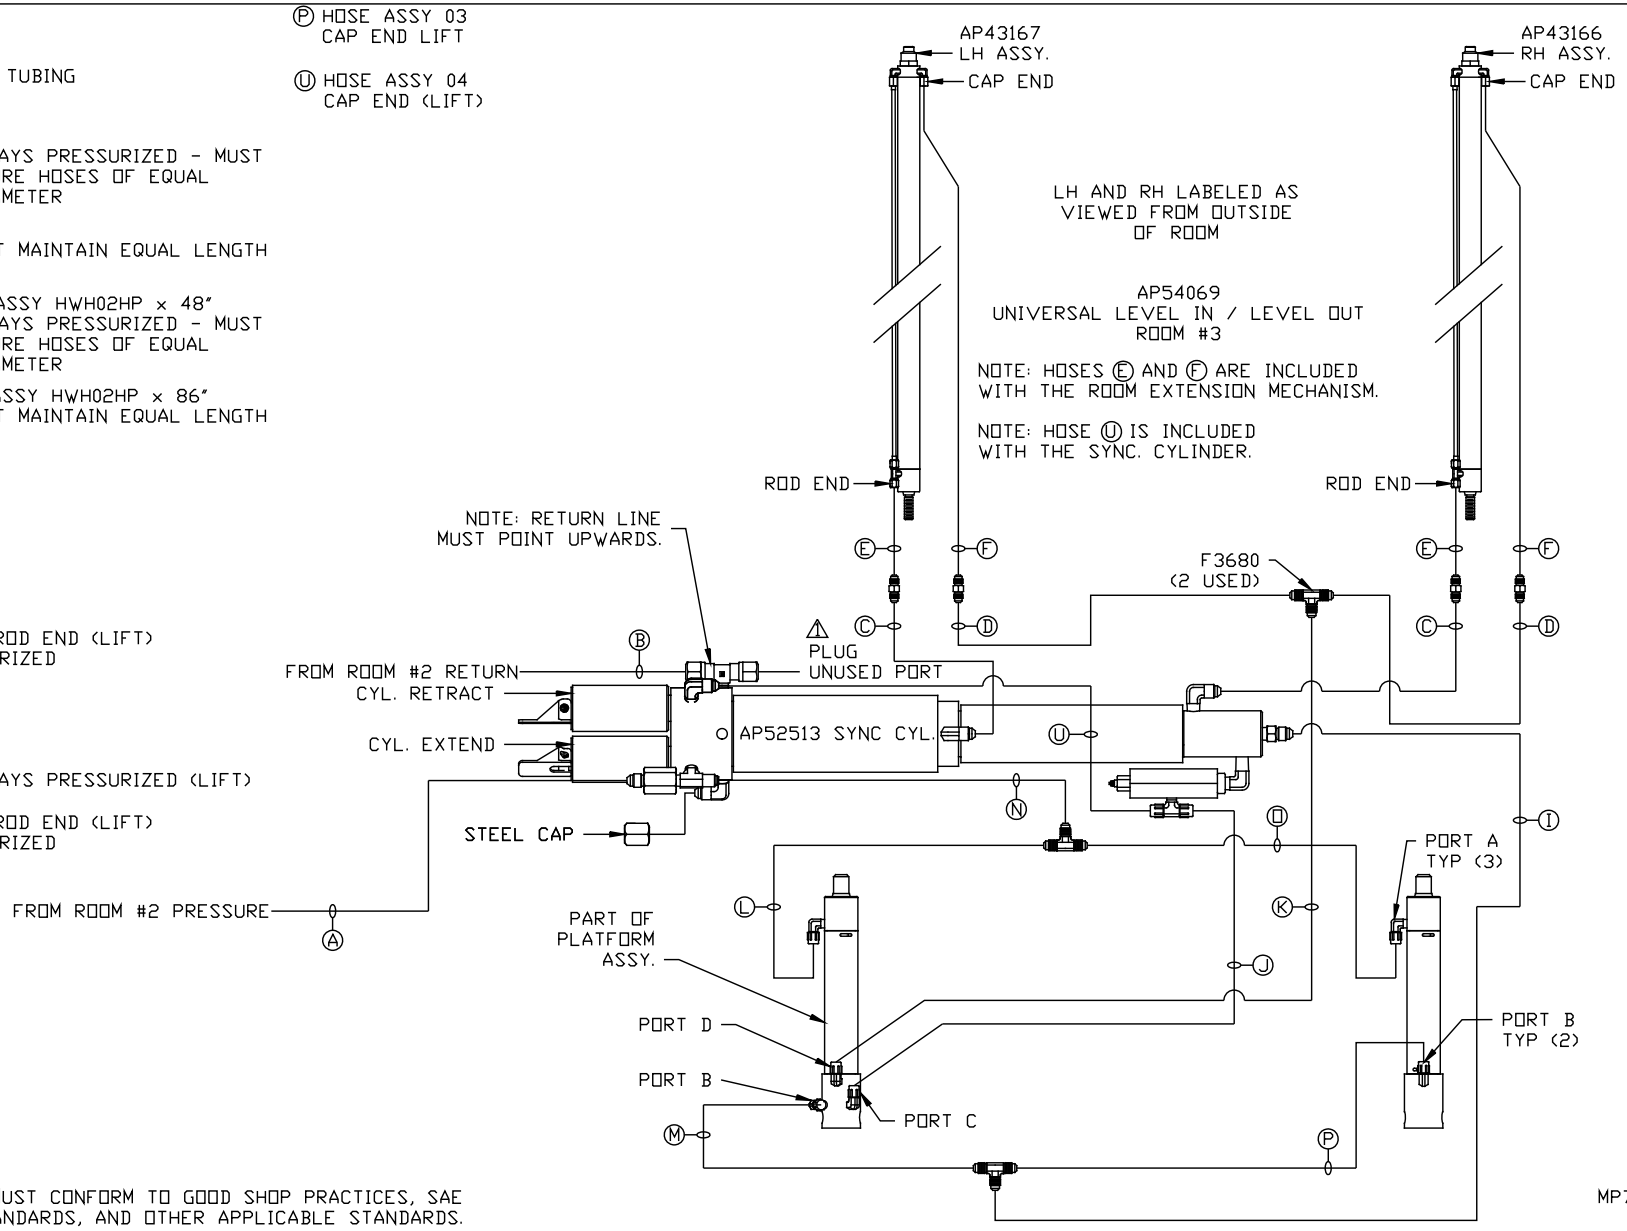 Ⓟ HOSE ASSY 03
CAP END LIFT
TUBING
Ⓤ HOSE ASSY 04
CAP END (LIFT)
AYS PRESSURIZED - MUST
RE HOSES OF EQUAL
METER
T MAINTAIN EQUAL LENGTH
ASSY HWH02HP x 48"
AYS PRESSURIZED - MUST
RE HOSES OF EQUAL
METER
ASSY HWH02HP x 86"
T MAINTAIN EQUAL LENGTH
AP43167
LH ASSY.
CAP END
AP43166
RH ASSY.
CAP END
LH AND RH LABELED AS
VIEWED FROM OUTSIDE
OF ROOM
AP54069
UNIVERSAL LEVEL IN / LEVEL OUT
ROOM #3
NOTE: HOSES Ⓔ AND Ⓕ ARE INCLUDED
WITH THE ROOM EXTENSION MECHANISM.
NOTE: HOSE Ⓤ IS INCLUDED
WITH THE SYNC. CYLINDER.
ROD END
ROD END
NOTE: RETURN LINE
MUST POINT UPWARDS.
Ⓔ
Ⓕ
F3680
(2 USED)
Ⓔ
Ⓕ
Ⓒ
Ⓓ
Ⓒ
Ⓓ
ROD END (LIFT)
RIZED
Ⓑ
1
PLUG
UNUSED PORT
FROM ROOM #2 RETURN
CYL. RETRACT
AP52513 SYNC CYL.
Ⓤ
CYL. EXTEND
AYS PRESSURIZED (LIFT)
ROD END (LIFT)
RIZED
Ⓝ
Ⓞ
Ⓘ
STEEL CAP
PORT A
TYP (3)
FROM ROOM #2 PRESSURE
Ⓐ
Ⓛ
Ⓚ
PART OF
PLATFORM
ASSY.
Ⓙ
PORT D
PORT B
TYP (2)
PORT B
PORT C
Ⓜ
Ⓟ
UST CONFORM TO GOOD SHOP PRACTICES, SAE
ANDARDS, AND OTHER APPLICABLE STANDARDS.
MP7